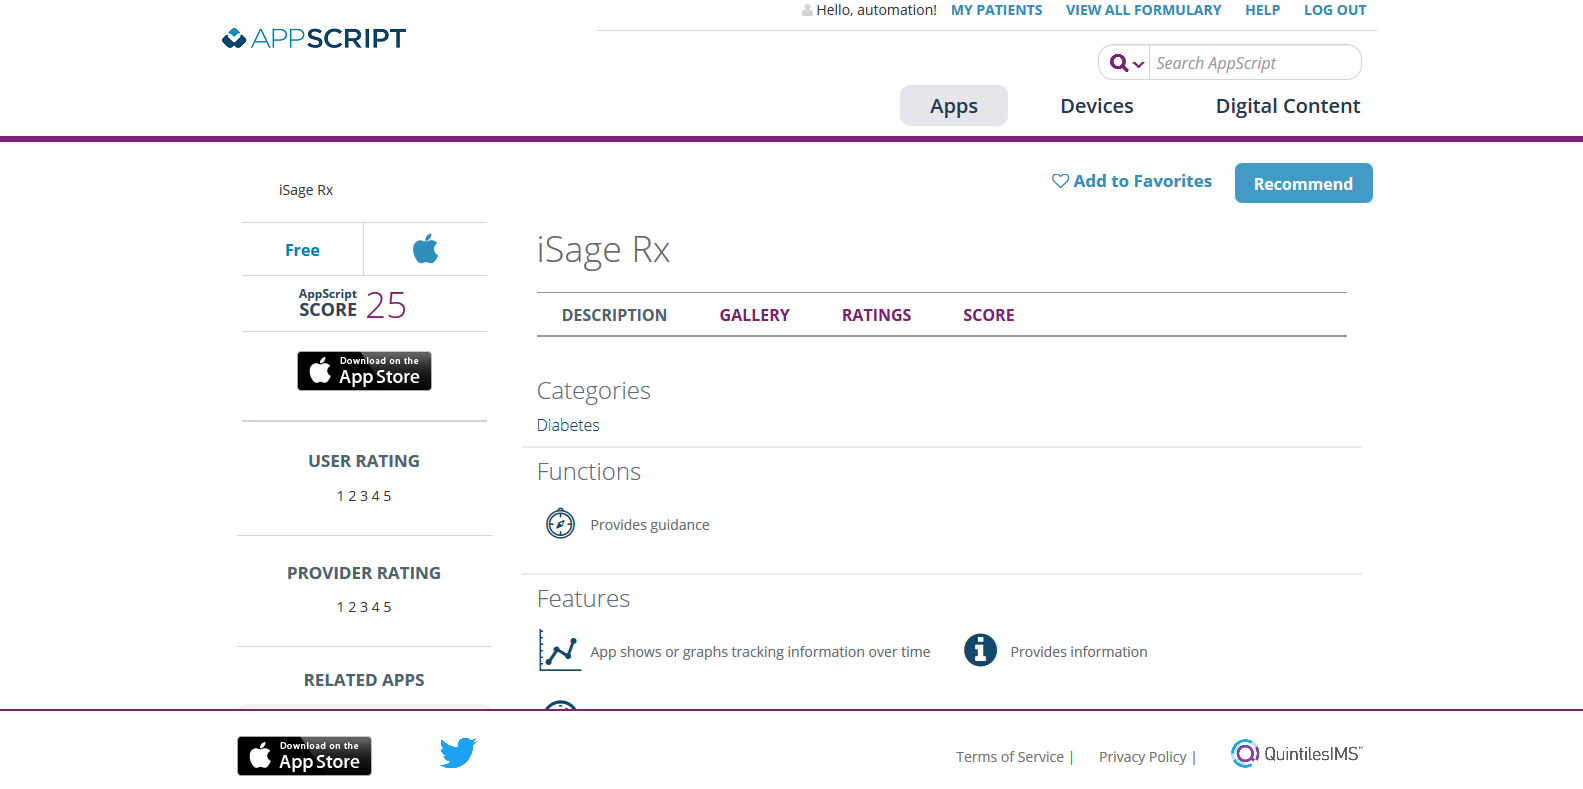 Hello, automation! MY PATIENTS VIEW ALL FORMULARY HELP LOG OUT
APPSCRIPT
Search AppScript
Apps Devices Digital Content
iSage Rx
Add to Favorites Recommend
Free
AppScript SCORE 25
Download on the
App Store
USER RATING
1 2 3 4 5
PROVIDER RATING
1 2 3 4 5
RELATED APPS
iSage Rx
DESCRIPTION GALLERY RATINGS SCORE
Categories
Diabetes
Functions
Provides guidance
Features
App shows or graphs tracking information over time Provides information
Download on the
App Store
Terms of Service | Privacy Policy | QuintilesIMS™